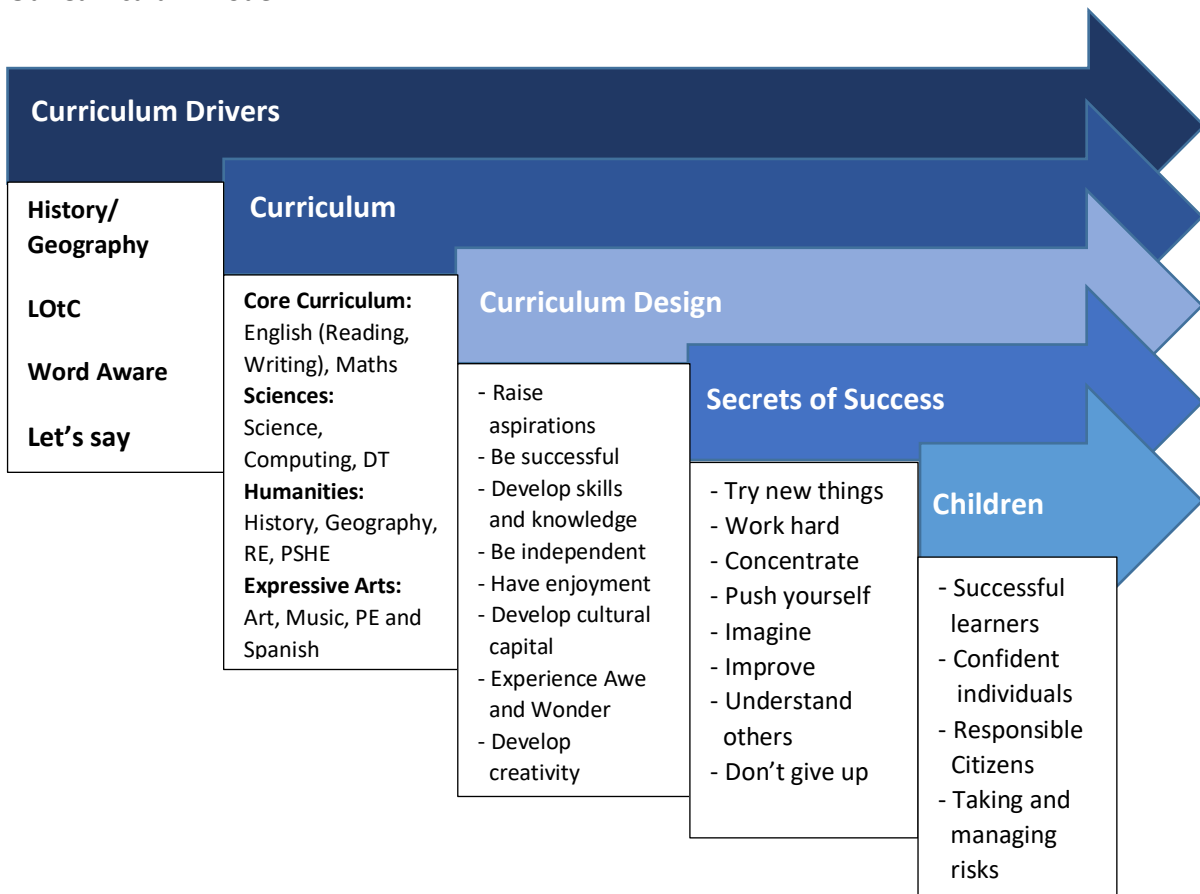 Curriculum Drivers
History/
Geography
LOtC
Word Aware
Let's say
Curriculum
Core Curriculum:
English (Reading,
Writing), Maths
Sciences:
Science,
Computing, DT
Humanities:
History, Geography,
RE, PSHE
Expressive Arts:
Art, Music, PE and
Spanish
Curriculum Design
- Raise
aspirations
- Be successful
- Develop skills
and knowledge
- Be independent
- Have enjoyment
- Develop cultural
capital
- Experience Awe
and Wonder
- Develop
creativity
Secrets of Success
- Try new things
- Work hard
- Concentrate
- Push yourself
- Imagine
- Improve
- Understand
others
- Don't give up
Children
- Successful
learners
- Confident
individuals
- Responsible
Citizens
- Taking and
managing
risks